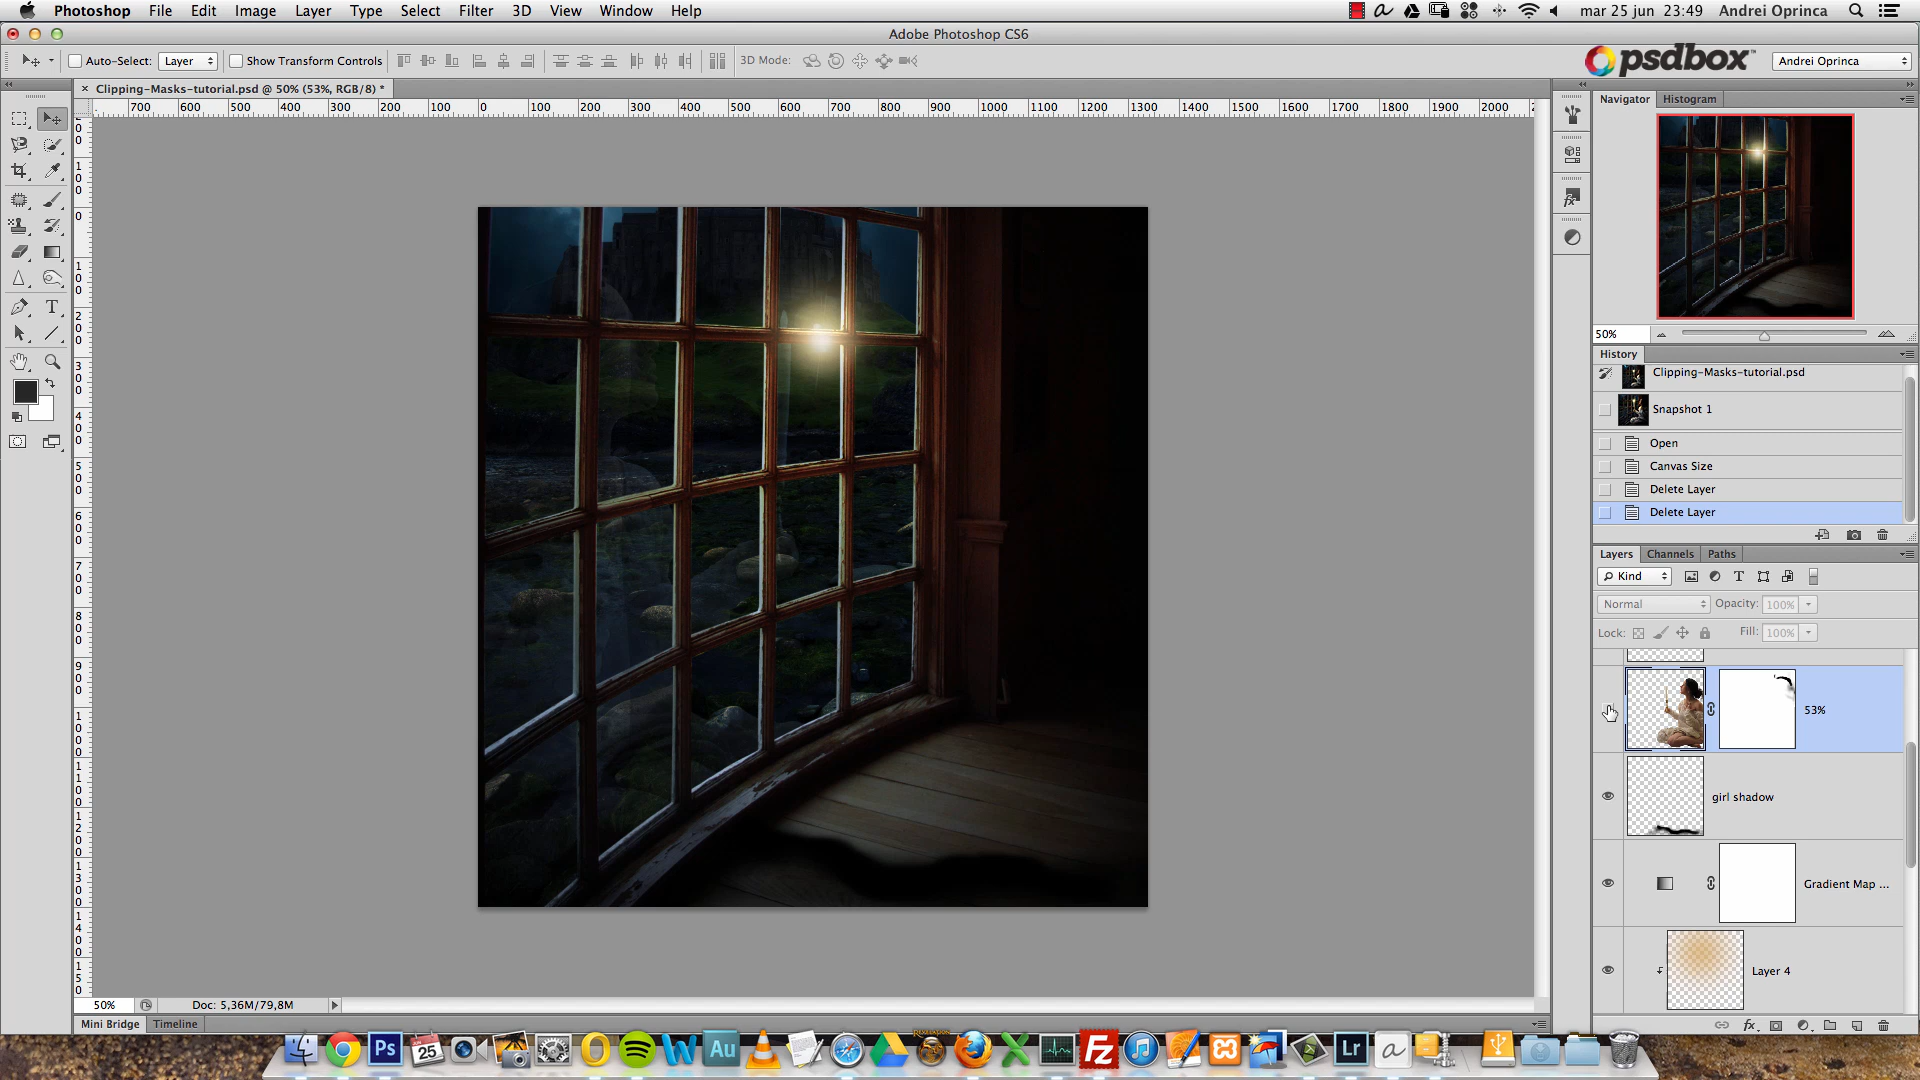 Photoshop File Edit Image Layer Type Select Filter 3D View Window Help mar 25 jun 23:49 Andrei Oprinca
Adobe Photoshop CS6
Auto-Select: Layer Show Transform Controls 3D Mode: psdbox™ Andrei Oprinca
Clipping-Masks-tutorial.psd @ 50% (53%, RGB/8) *
700 600 500 400 300 200 100 0 100 200 300 400 500 600 700 800 900 1000 1100 1200 1300 1400 1500 1600 1700 1800 1900 2000
Navigator Histogram
50%
History
Clipping-Masks-tutorial.psd
Snapshot 1
Open
Canvas Size
Delete Layer
Delete Layer
Layers Channels Paths
Kind
Normal Opacity: 100%
Lock: Fill: 100%
53%
girl shadow
Gradient Map ...
Layer 4
50% Doc: 5,36M/79,8M
Mini Bridge Timeline
Ps 25 Au Lr